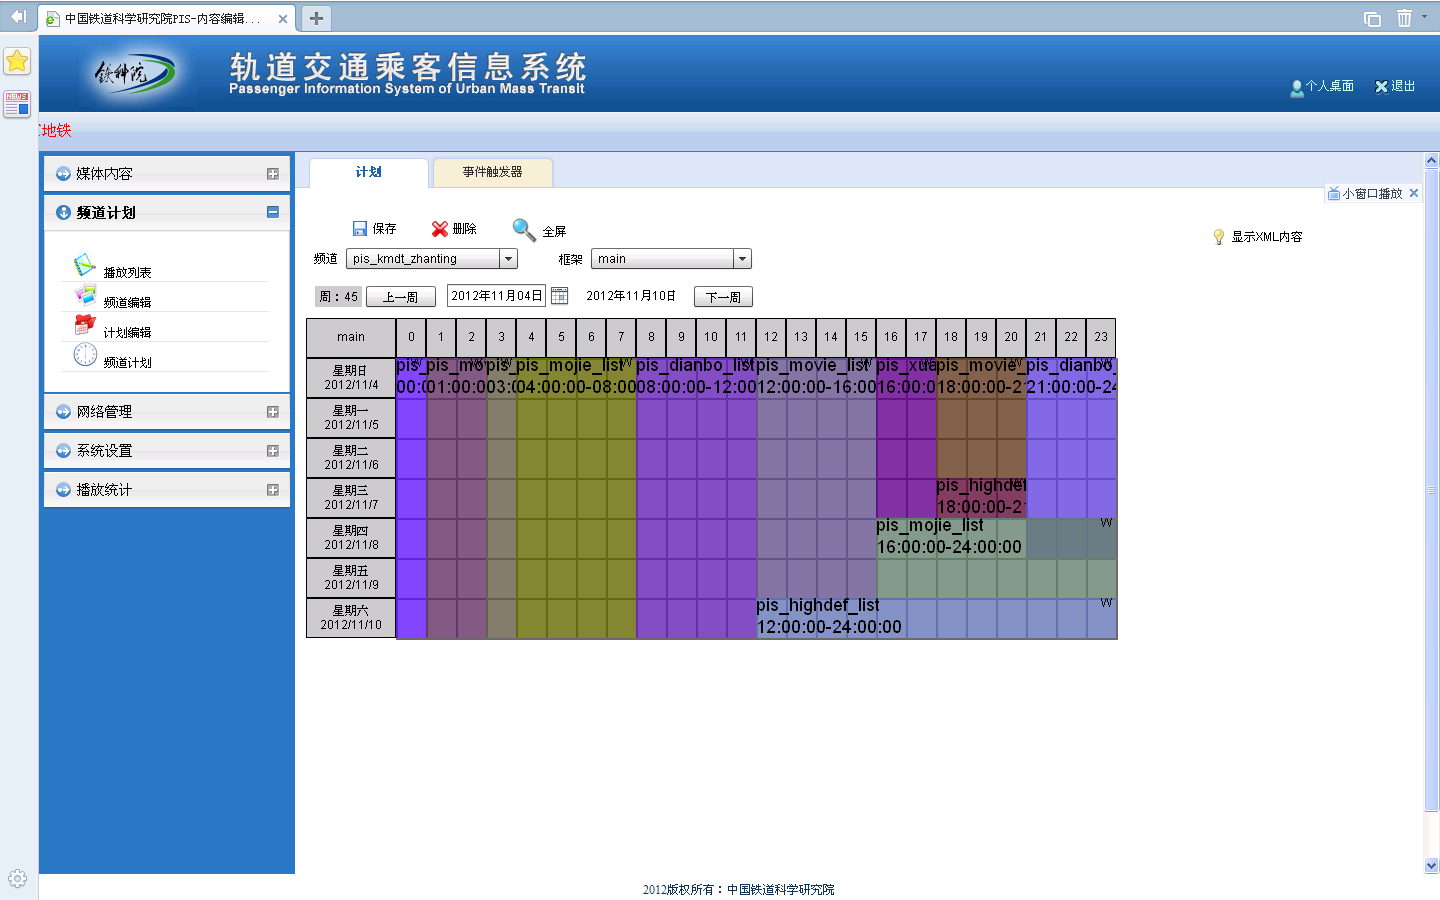 中国铁道科学研究院PIS-内容编辑...
铁科院
轨道交通乘客信息系统
Passenger Information System of Urban Mass Transit
个人桌面
退出
地铁
媒体内容
频道计划
播放列表
频道编辑
计划编辑
频道计划
网络管理
系统设置
播放统计
计划
事件触发器
小窗口播放
保存
删除
全屏
显示XML内容
频道
pis_kmdt_zhanting
框架
main
周：45
上一周
2012年11月04日
2012年11月10日
下一周
main 0 1 2 3 4 5 6 7 8 9 10 11 12 13 14 15 16 17 18 19 20 21 22 23
星期日
2012/11/4
pis_
pis_mo
pis_
pis_mojie_list
pis_dianbo_list
pis_movie_list
pis_xua
pis_movie_
pis_dianbo_
00:0
01:00:00
03:0
04:00:00-08:00
08:00:00-12:00
12:00:00-16:00
16:00:0
18:00:00-21
21:00:00-24
星期一
2012/11/5
星期二
2012/11/6
星期三
2012/11/7
pis_highdef
W
18:00:00-21
星期四
2012/11/8
pis_mojie_list
W
16:00:00-24:00:00
星期五
2012/11/9
星期六
2012/11/10
pis_highdef_list
W
12:00:00-24:00:00
2012版权所有：中国铁道科学研究院